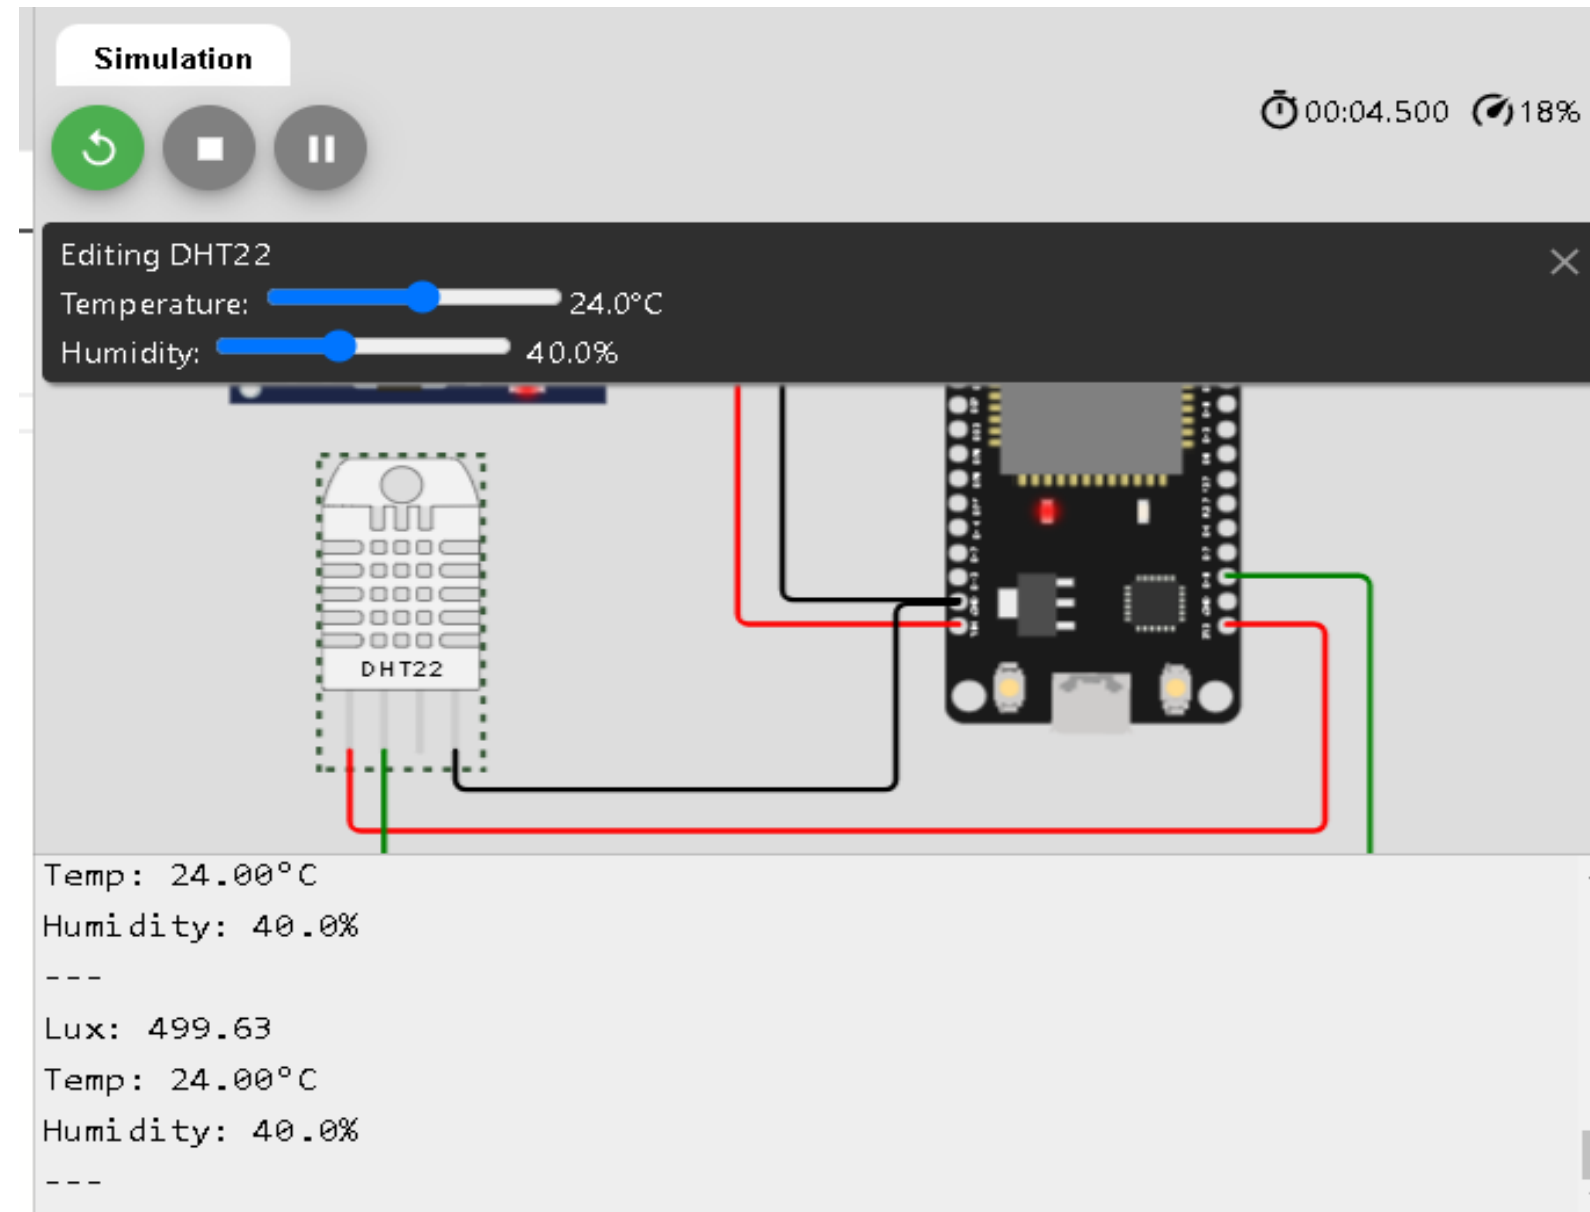 Simulation
00:04.500 18%
Editing DHT22
Temperature: 24.0°C
Humidity: 40.0%
DHT22
Temp: 24.00°C
Humidity: 40.0%
---
Lux: 499.63
Temp: 24.00°C
Humidity: 40.0%
---